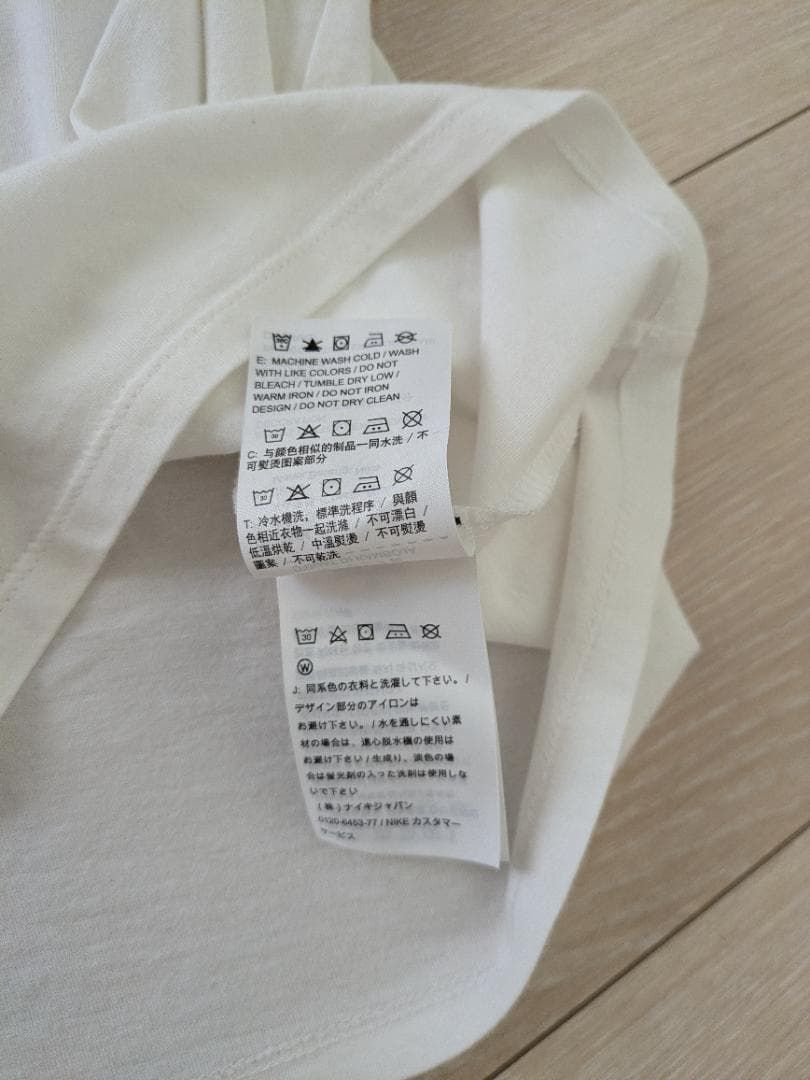 E: MACHINE WASH COLD / WASH
WITH LIKE COLORS / DO NOT
BLEACH / TUMBLE DRY LOW /
WARM IRON / DO NOT IRON
DESIGN / DO NOT DRY CLEAN
30
C: 与颜色相似的制品一同水洗 / 不
可熨烫图案部分
30
T: 冷水機洗，標準洗程序 / 與顏
色相近衣物一起洗滌 / 不可漂白 /
低溫烘乾 / 中溫熨燙 / 不可熨燙
圖案 / 不可乾洗
30
W
J: 同系色の衣料と洗濯して下さい。/
デザイン部分のアイロンは
お避け下さい。/ 水を通しにくい素
材の場合は、遠心脱水機の使用は
お避け下さい / 生成り、淡色の場
合は蛍光剤の入った洗剤は使用しな
いで下さい
(株) ナイキジャパン
0120-6453-77 / NIKE カスタマー
サービス